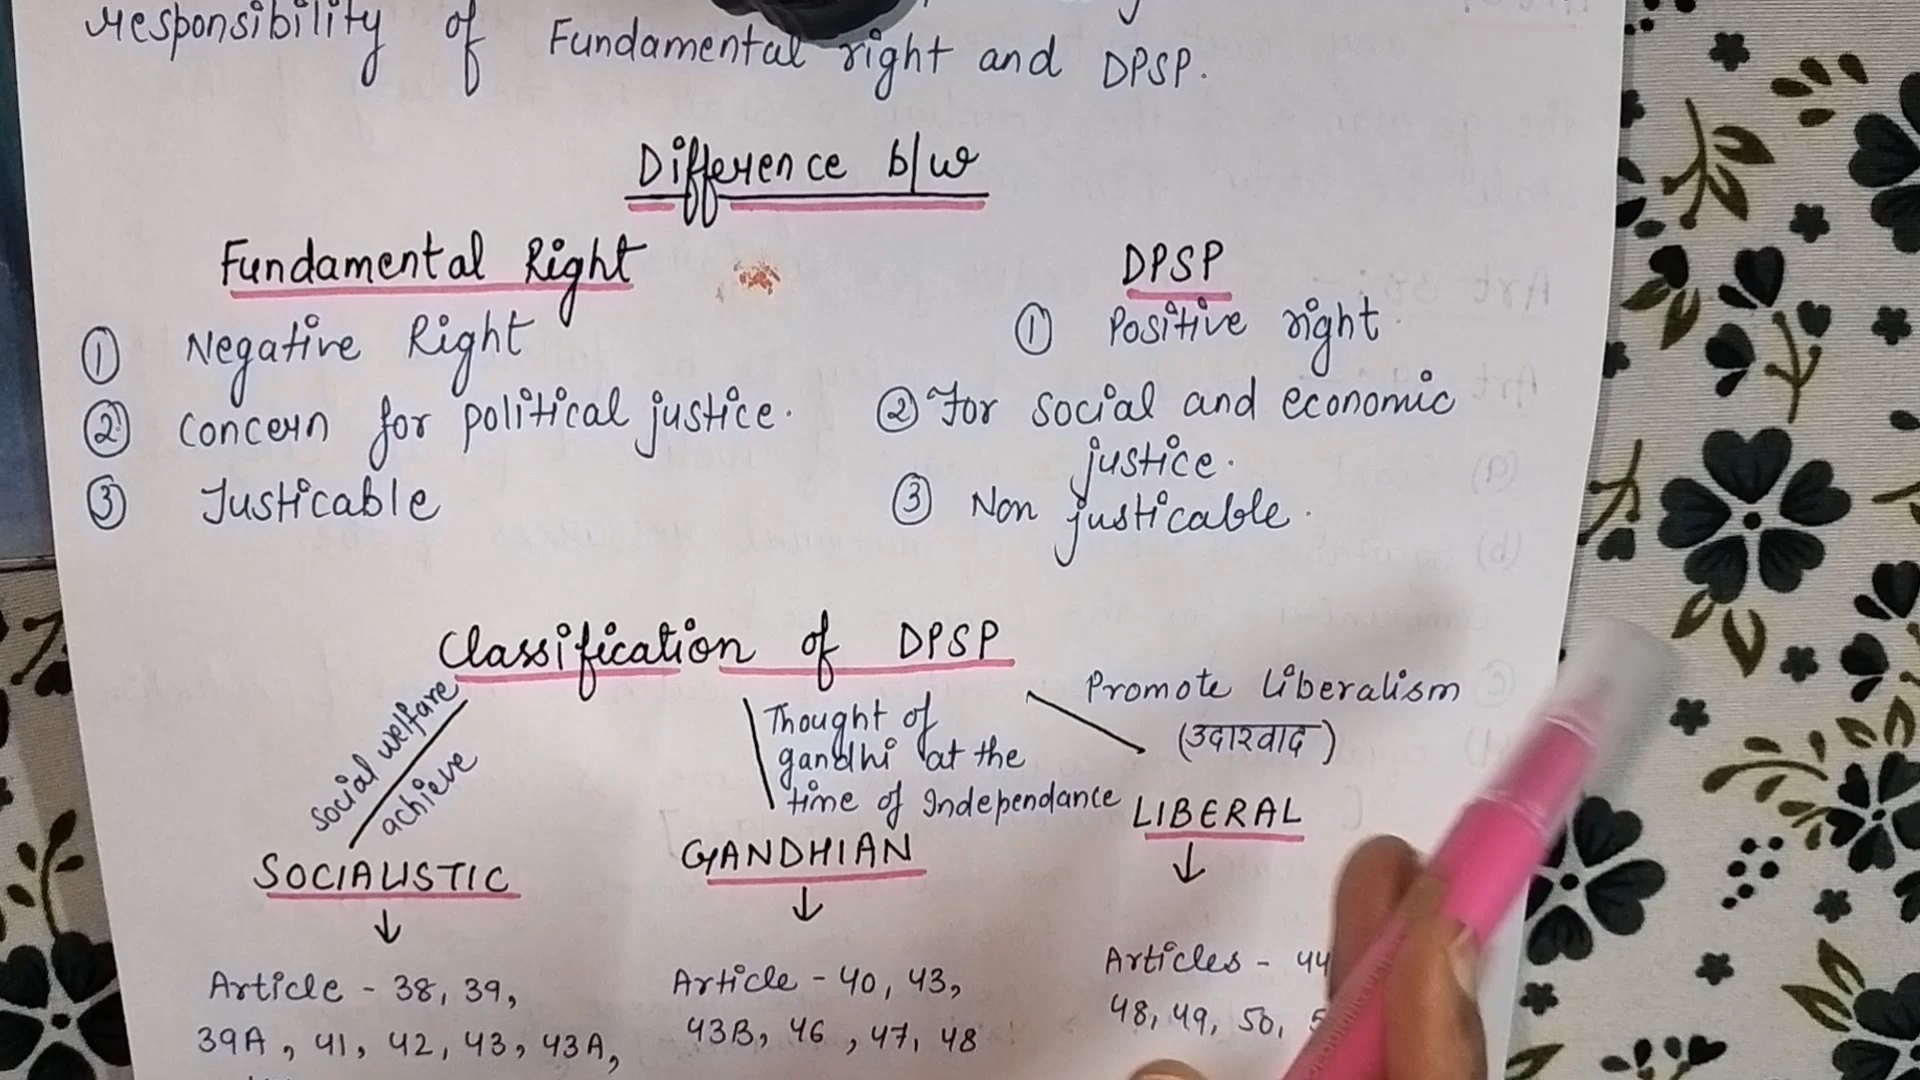 responsibility of Fundamental right and DPSP.
Difference b/w
Fundamental Right
① Negative Right
② Concern for political justice.
③ Justicable
DPSP
① Positive right
② For social and economic
justice.
③ Non justicable.
Classification of DPSP
social welfare
achieve
SOCIALISTIC
↓
Article - 38, 39,
39A, 41, 42, 43, 43A,
Thought of
gandhi at the
time of Independance
GANDHIAN
↓
Article - 40, 43,
43B, 46, 47, 48
Promote Liberalism
(उदारवाद)
LIBERAL
↓
Articles - 44
48, 49, 50,